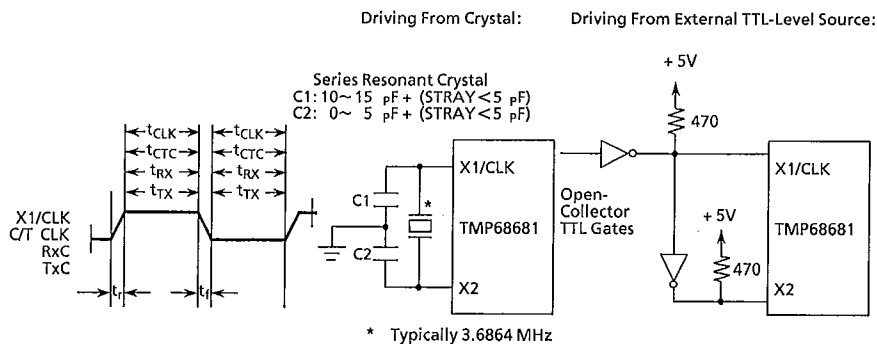 Driving From Crystal:
Driving From External TTL-Level Source:
Series Resonant Crystal
C1: 10~ 15 pF + (STRAY<5 pF)
C2: 0~ 5 pF + (STRAY<5 pF)
+ 5V
470
tCLK tCLK
tCTC tCTC
tRX tRX
tTX tTX
X1/CLK
C/T CLK
RxC
TxC
tr tf
C1
*
C2
X1/CLK
TMP68681
X2
Open-
Collector
TTL Gates
+ 5V
470
X1/CLK
TMP68681
X2
* Typically 3.6864 MHz